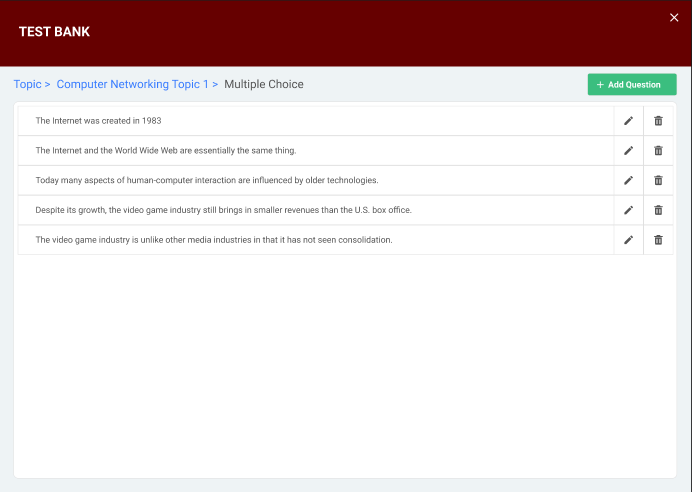 TEST BANK
Topic > Computer Networking Topic 1 > Multiple Choice
+ Add Question
The Internet was created in 1983
The Internet and the World Wide Web are essentially the same thing.
Today many aspects of human-computer interaction are influenced by older technologies.
Despite its growth, the video game industry still brings in smaller revenues than the U.S. box office.
The video game industry is unlike other media industries in that it has not seen consolidation.